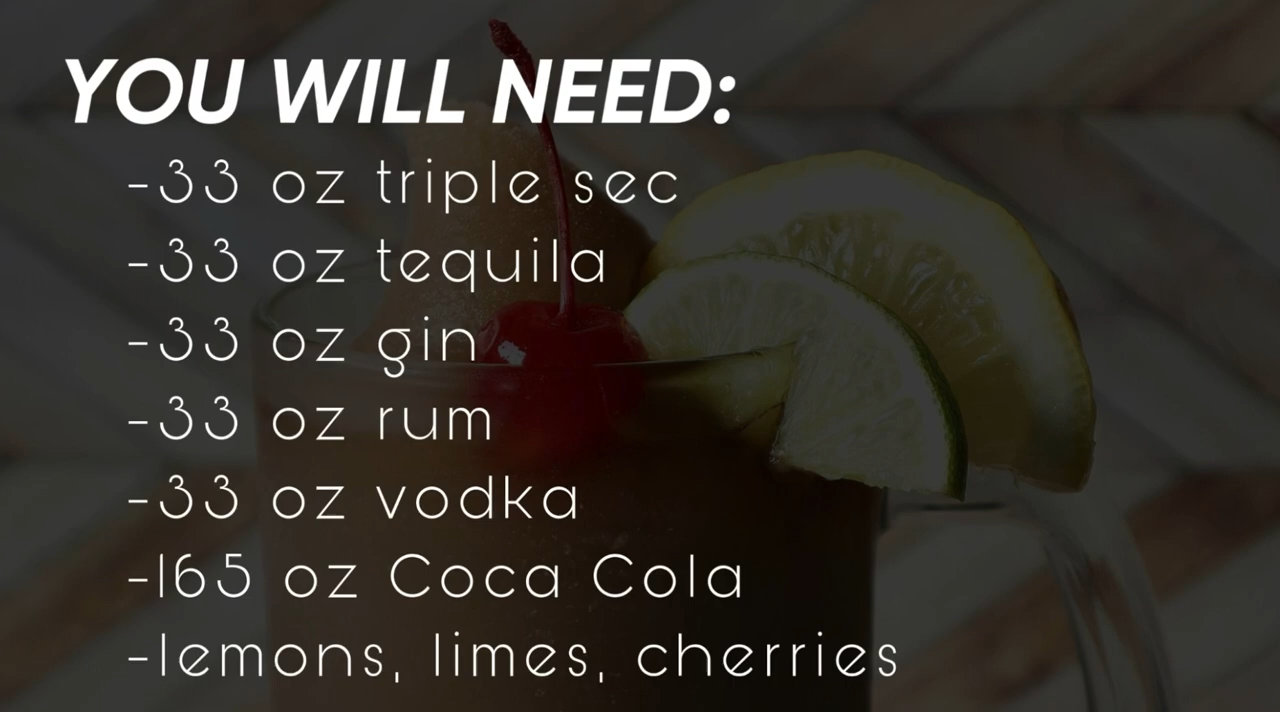 YOU WILL NEED:
-33 oz triple sec
-33 oz tequila
-33 oz gin
-33 oz rum
-33 oz vodka
-165 oz Coca Cola
-lemons, limes, cherries